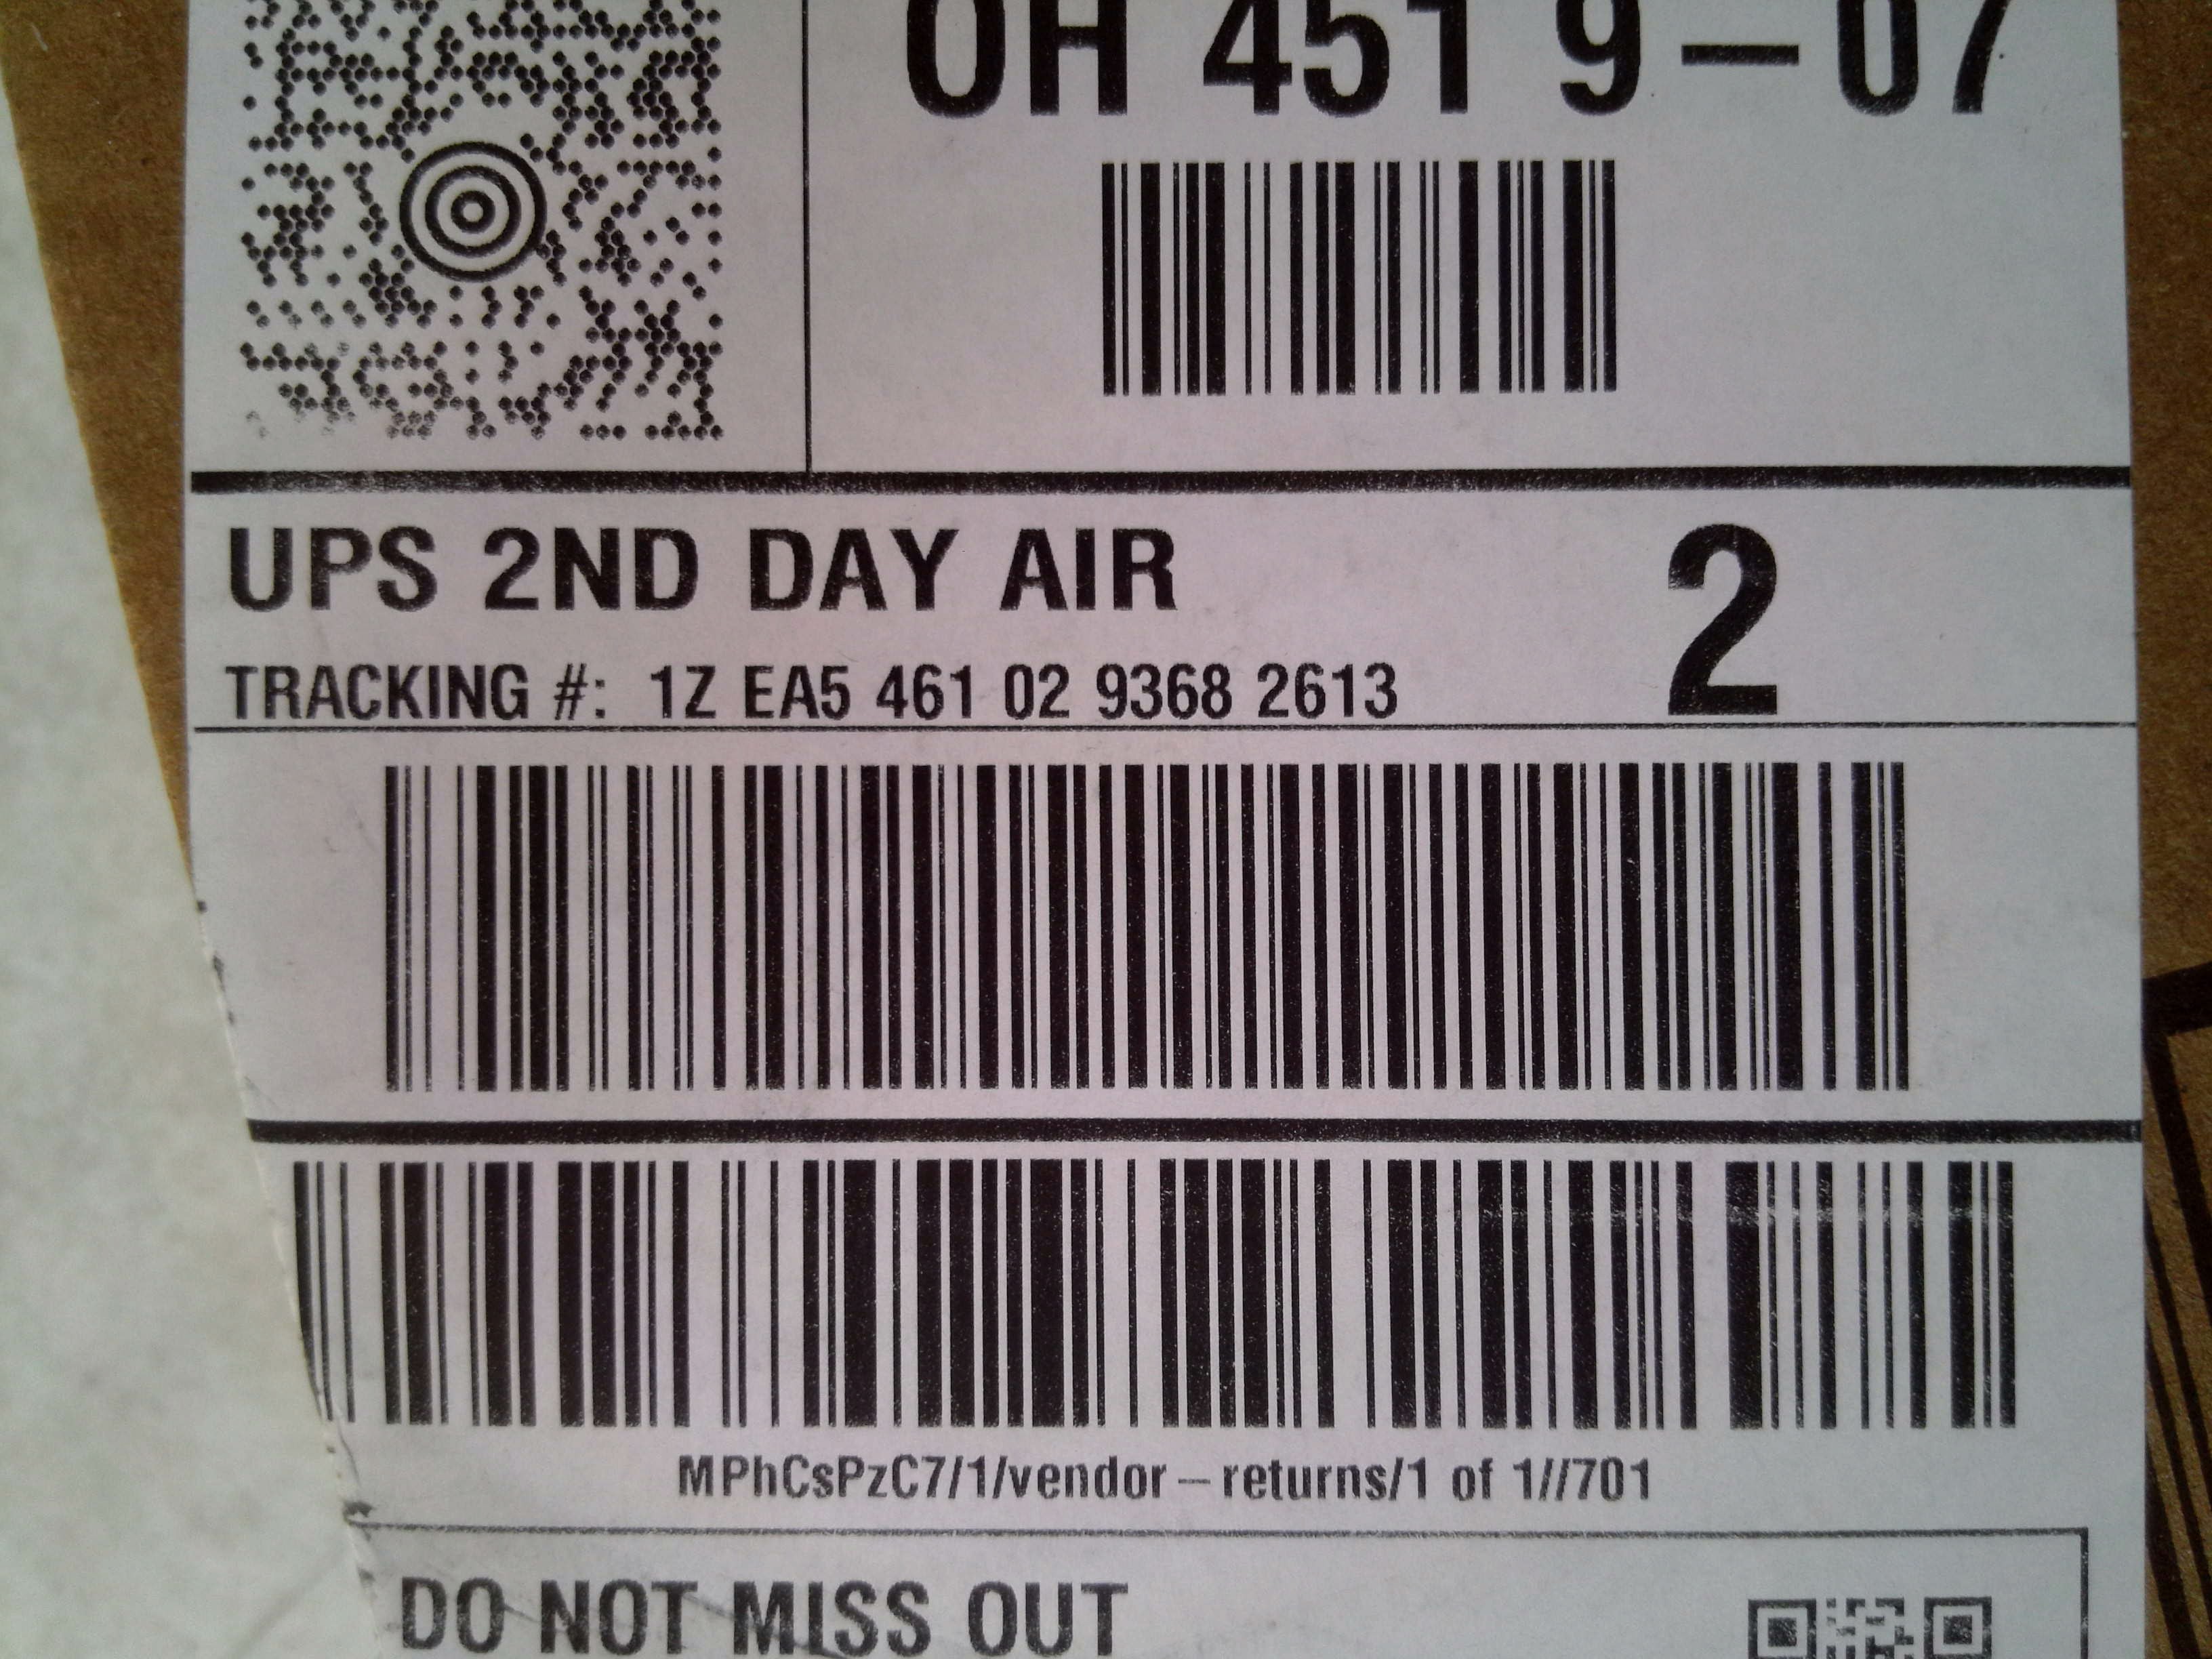 OH 451 9-07
UPS 2ND DAY AIR
2
TRACKING #: 1Z EA5 461 02 9368 2613
MPhCsPzC7/1/vendor-returns/1 of 1//701
DO NOT MISS OUT